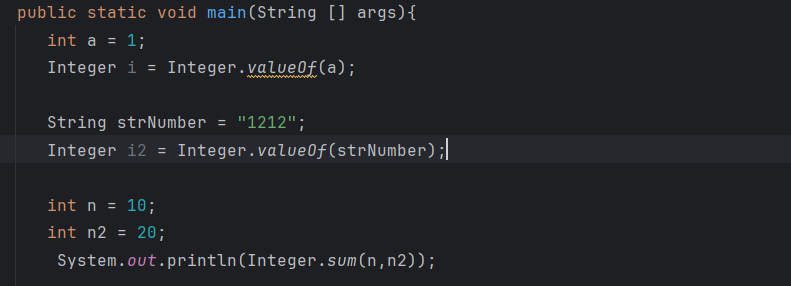 public static void main(String [] args){
int a = 1;
Integer i = Integer.valueOf(a);
String strNumber = "1212";
Integer i2 = Integer.valueOf(strNumber);
int n = 10;
int n2 = 20;
System.out.println(Integer.sum(n,n2));